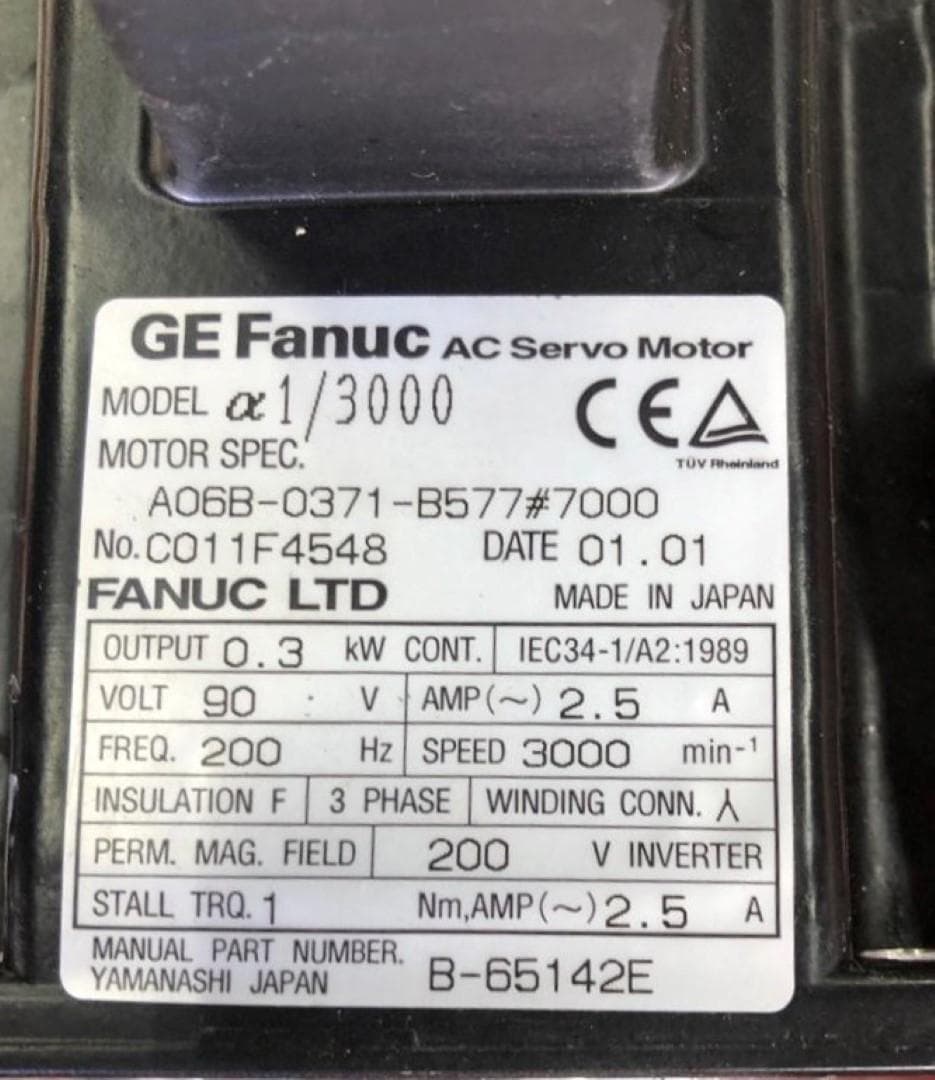 GE Fanuc AC Servo Motor
MODEL α1/3000
CE
TÜV Rheinland
MOTOR SPEC.
A06B-0371-B577#7000
No.C011F4548 DATE 01.01
FANUC LTD MADE IN JAPAN
OUTPUT 0.3 kW CONT. IEC34-1/A2:1989
VOLT 90 V AMP(~) 2.5 A
FREQ. 200 Hz SPEED 3000 min-¹
INSULATION F 3 PHASE WINDING CONN. ⅄
PERM. MAG. FIELD 200 V INVERTER
STALL TRQ. 1 Nm,AMP(~) 2.5 A
MANUAL PART NUMBER.
YAMANASHI JAPAN B-65142E